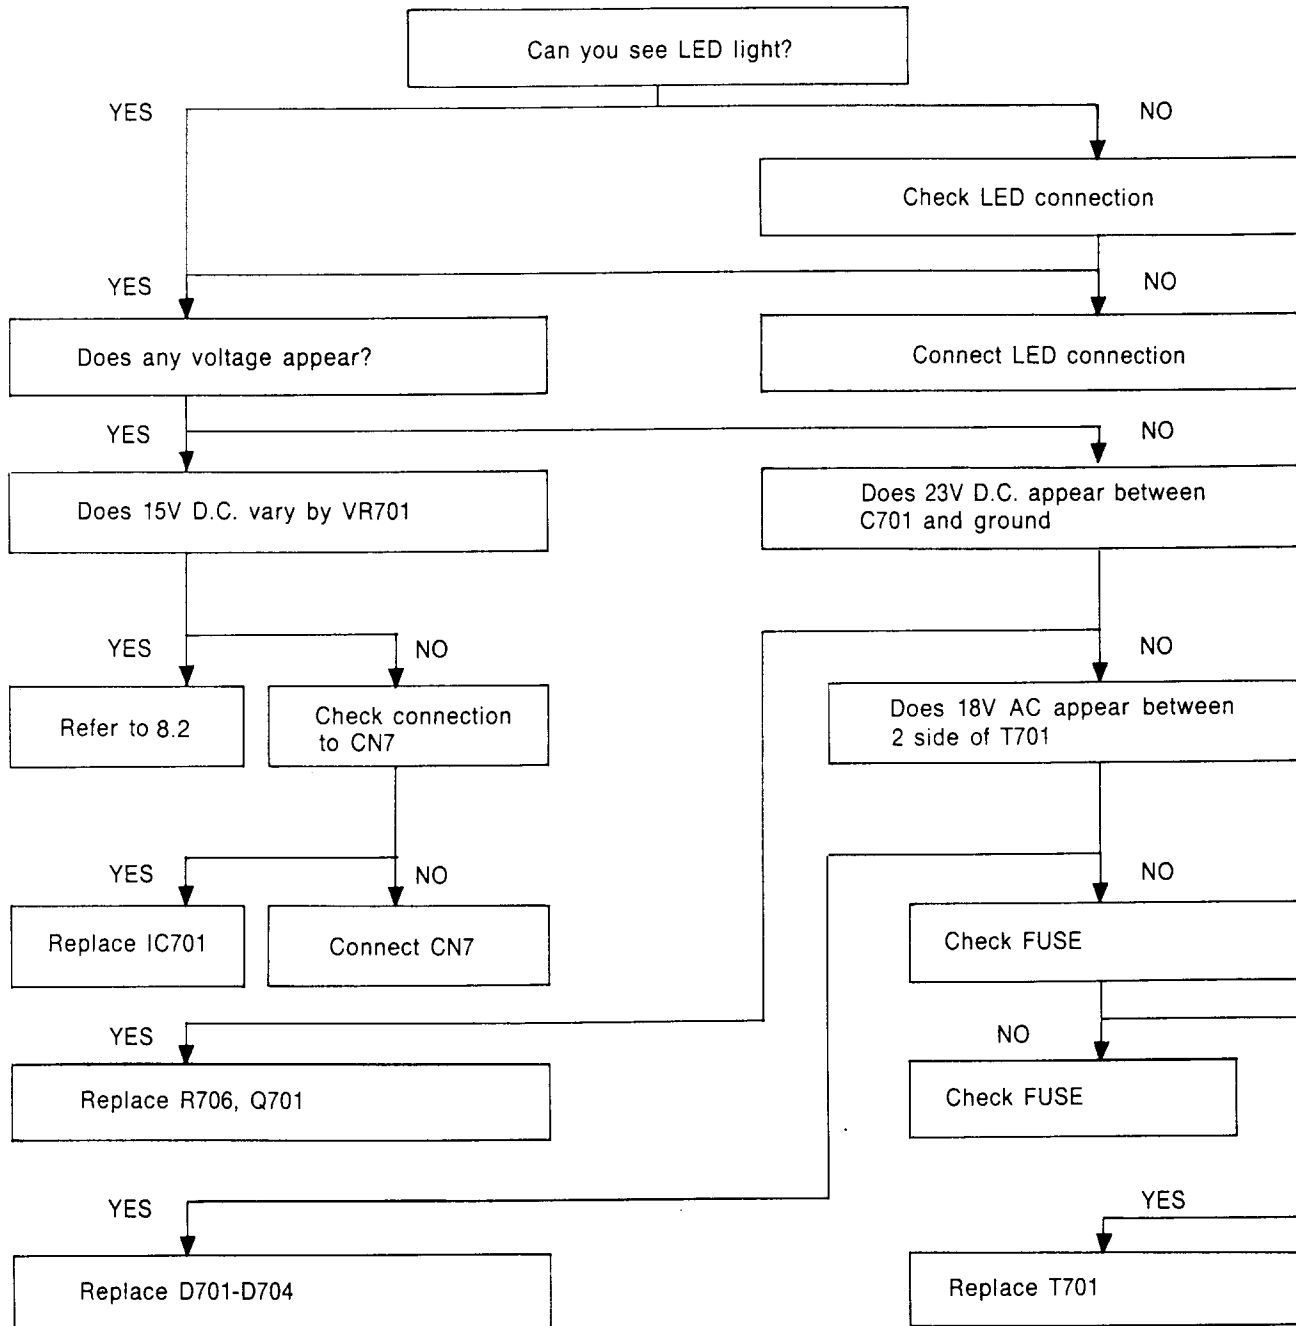 Can you see LED light?
YES
NO
Check LED connection
YES
NO
Does any voltage appear?
Connect LED connection
YES
NO
Does 15V D.C. vary by VR701
Does 23V D.C. appear between
C701 and ground
YES
NO
NO
Refer to 8.2
Check connection
to CN7
Does 18V AC appear between
2 side of T701
YES
NO
NO
Replace IC701
Connect CN7
Check FUSE
YES
NO
Replace R706, Q701
Check FUSE
YES
YES
Replace D701-D704
Replace T701